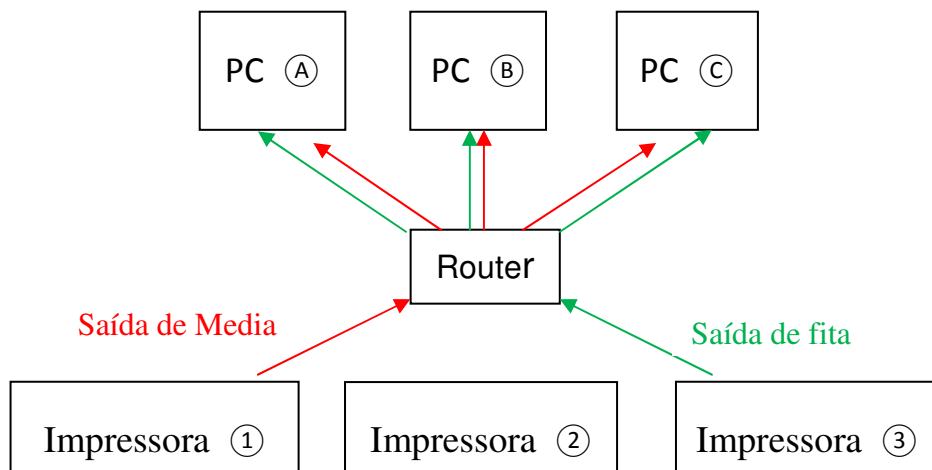 PC Ⓐ
PC Ⓑ
PC Ⓒ
Router
Saída de Media
Saída de fita
Impressora ①
Impressora ②
Impressora ③